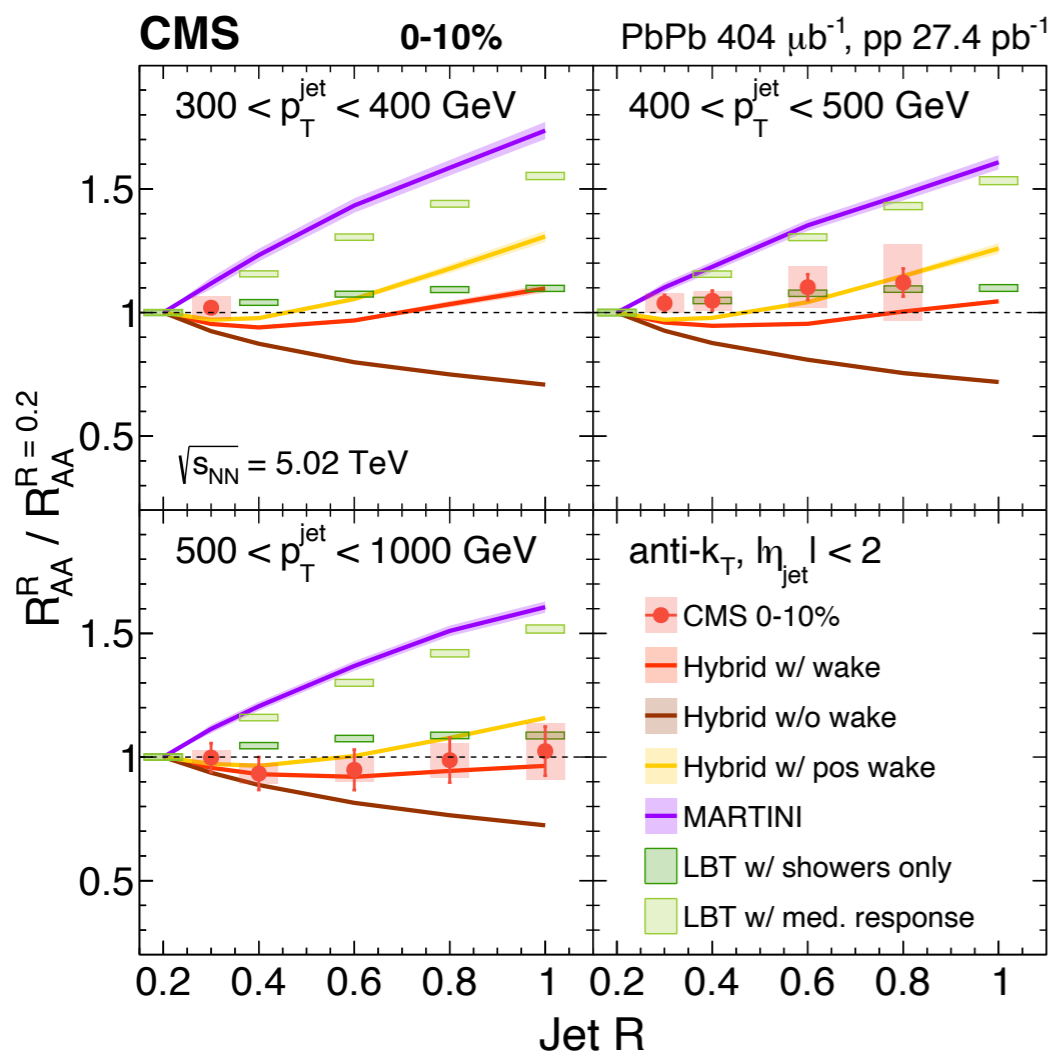 CMS 0-10% PbPb 404 μb⁻¹, pp 27.4 pb⁻¹
300 < p_T^jet < 400 GeV
400 < p_T^jet < 500 GeV
1.5
1
0.5
√s_NN = 5.02 TeV
R_AA^R / R_AA^R = 0.2
500 < p_T^jet < 1000 GeV
anti-k_T, |η_jet| < 2
CMS 0-10%
Hybrid w/ wake
Hybrid w/o wake
Hybrid w/ pos wake
MARTINI
LBT w/ showers only
LBT w/ med. response
1.5
1
0.5
0.2 0.4 0.6 0.8 1 0.2 0.4 0.6 0.8 1
Jet R